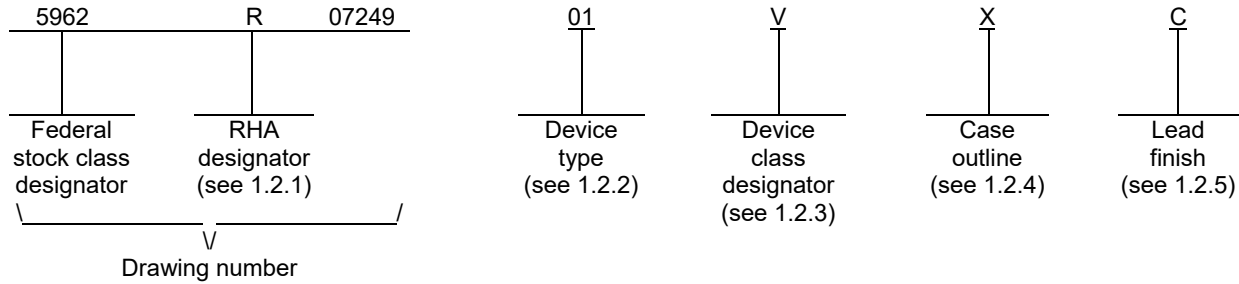 5962 R 07249 01 V X C
Federal RHA Device Device Case Lead
stock class designator type class outline finish
designator (see 1.2.1) (see 1.2.2) designator (see 1.2.4) (see 1.2.5)
(see 1.2.3)
Drawing number